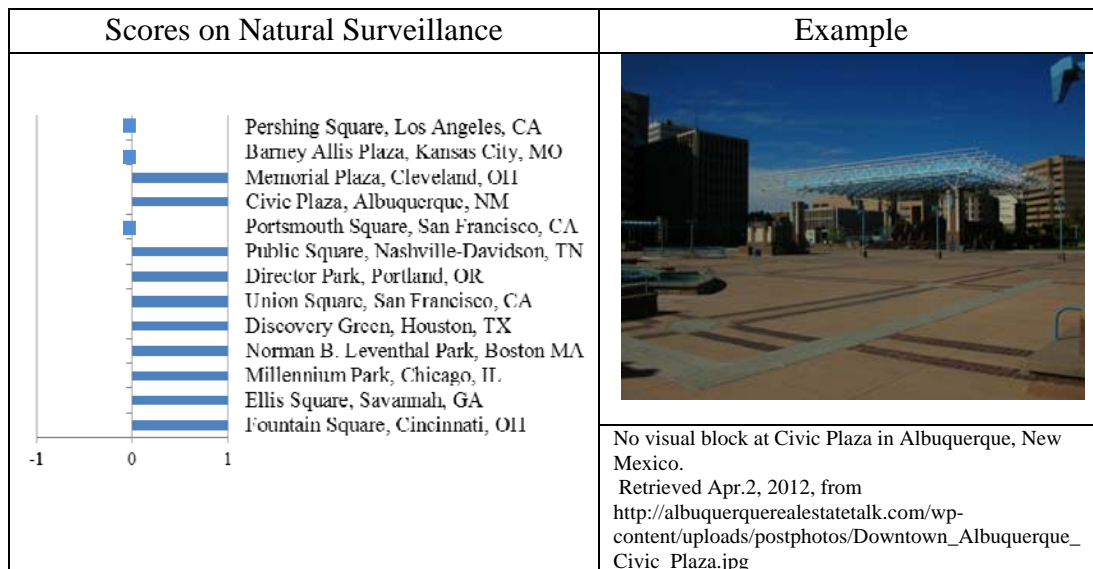 Scores on Natural Surveillance
Example
Pershing Square, Los Angeles, CA
Barney Allis Plaza, Kansas City, MO
Memorial Plaza, Cleveland, OH
Civic Plaza, Albuquerque, NM
Portsmouth Square, San Francisco, CA
Public Square, Nashville-Davidson, TN
Director Park, Portland, OR
Union Square, San Francisco, CA
Discovery Green, Houston, TX
Norman B. Leventhal Park, Boston MA
Millennium Park, Chicago, IL
Ellis Square, Savannah, GA
Fountain Square, Cincinnati, OH
-1 0 1
No visual block at Civic Plaza in Albuquerque, New
Mexico.
Retrieved Apr.2, 2012, from
http://albuquerquerealestatetalk.com/wp-
content/uploads/postphotos/Downtown_Albuquerque_
Civic_Plaza.jpg